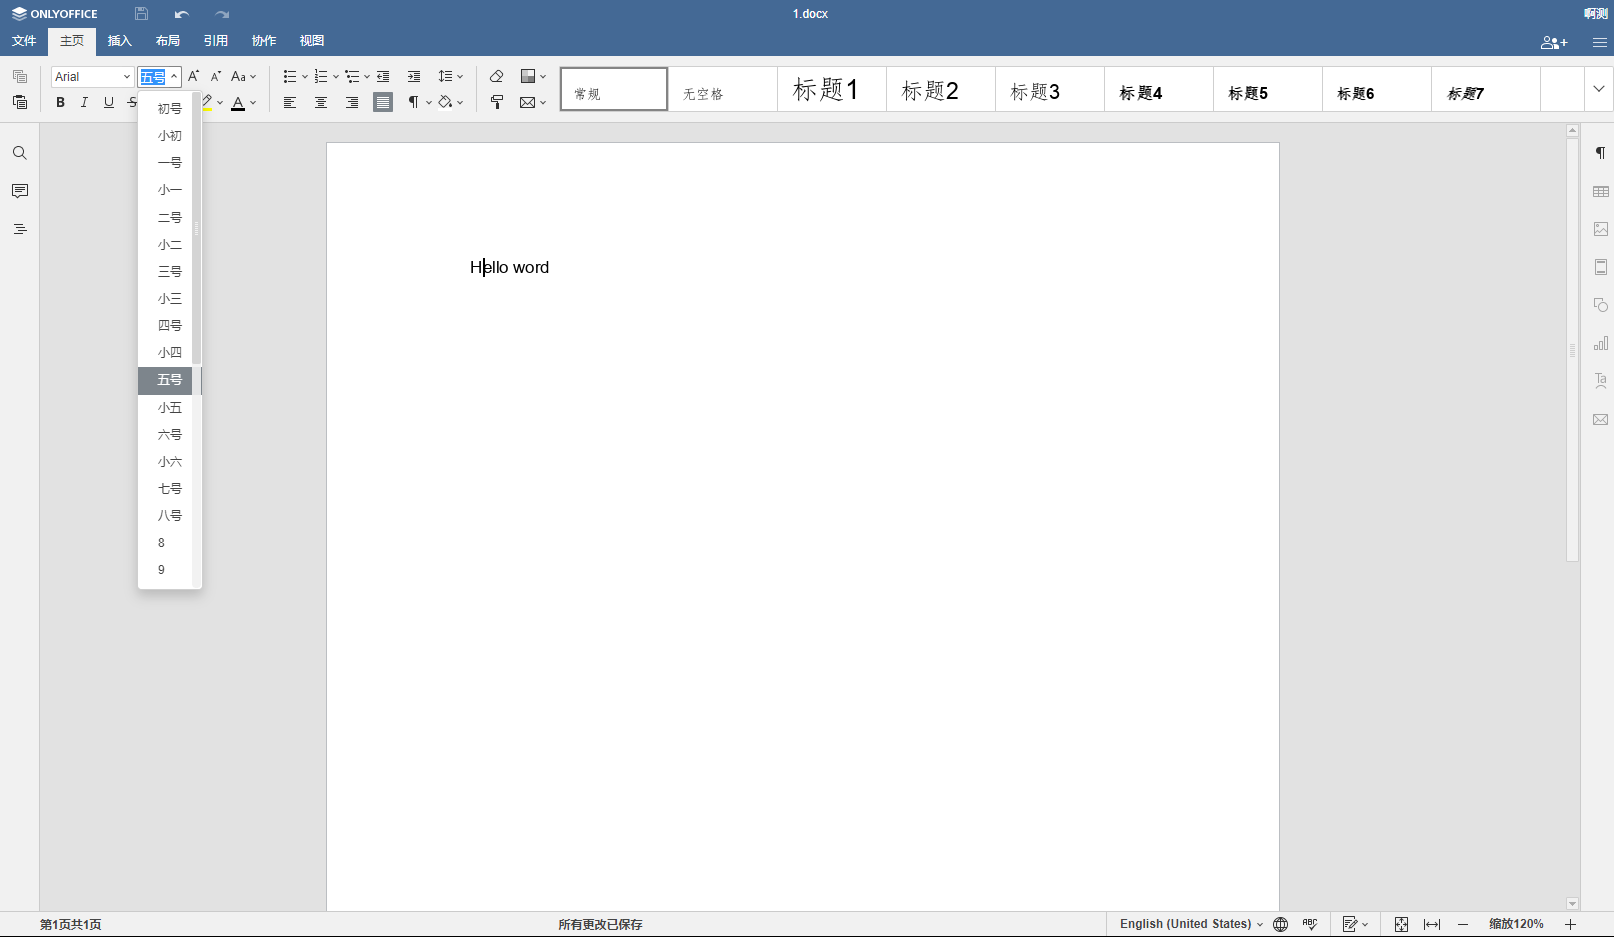 ONLYOFFICE
1.docx
啊测
文件 主页 插入 布局 引用 协作 视图
Arial 五号 A A Aa
B I U S A
常规 无空格 标题1 标题2 标题3 标题4 标题5 标题6 标题7
初号
小初
一号
小一
二号
小二
三号
小三
四号
小四
五号
小五
六号
小六
七号
八号
8
9
Hello word
Ta
第1页共1页
所有更改已保存
English (United States)
ABC
缩放120%